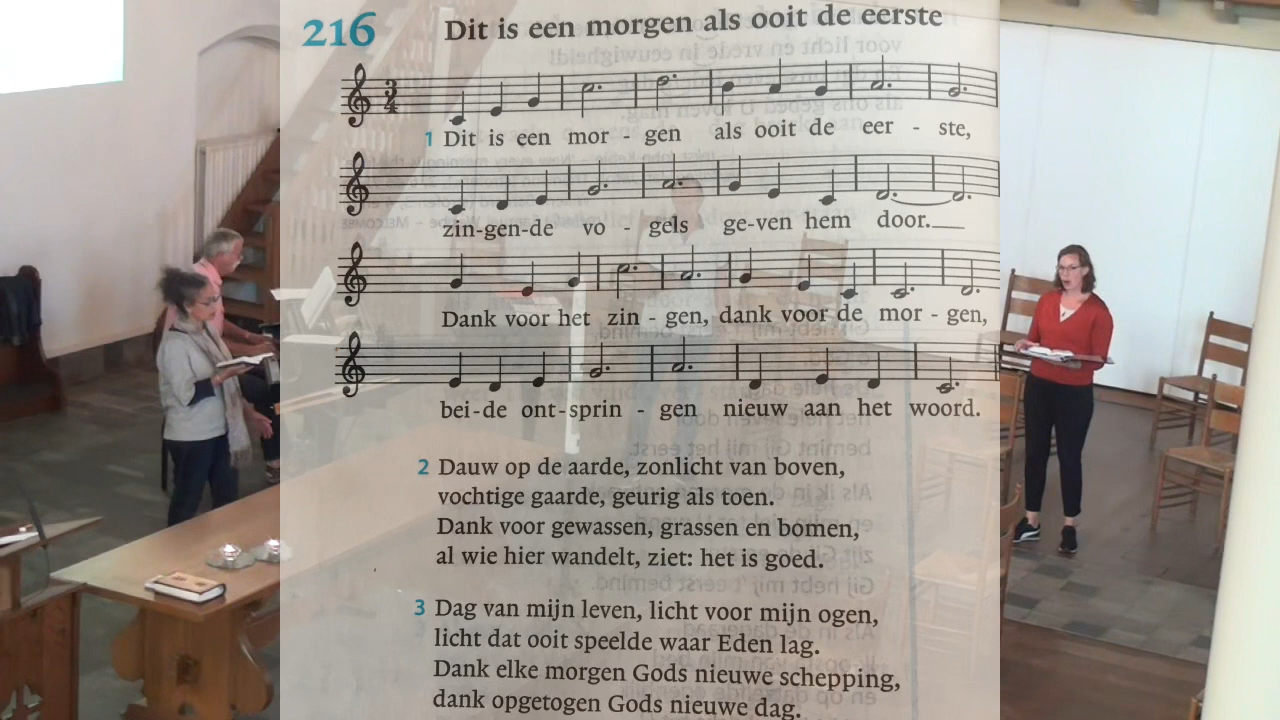 216 Dit is een morgen als ooit de eerste
1 Dit is een mor - gen als ooit de eer - ste,
zin-gen-de vo - gels ge-ven hem door.
Dank voor het zin - gen, dank voor de mor - gen,
bei-de ont-sprin - gen nieuw aan het woord.
2 Dauw op de aarde, zonlicht van boven,
vochtige gaarde, geurig als toen.
Dank voor gewassen, grassen en bomen,
al wie hier wandelt, ziet: het is goed.
3 Dag van mijn leven, licht voor mijn ogen,
licht dat ooit speelde waar Eden lag.
Dank elke morgen Gods nieuwe schepping,
dank opgetogen Gods nieuwe dag.